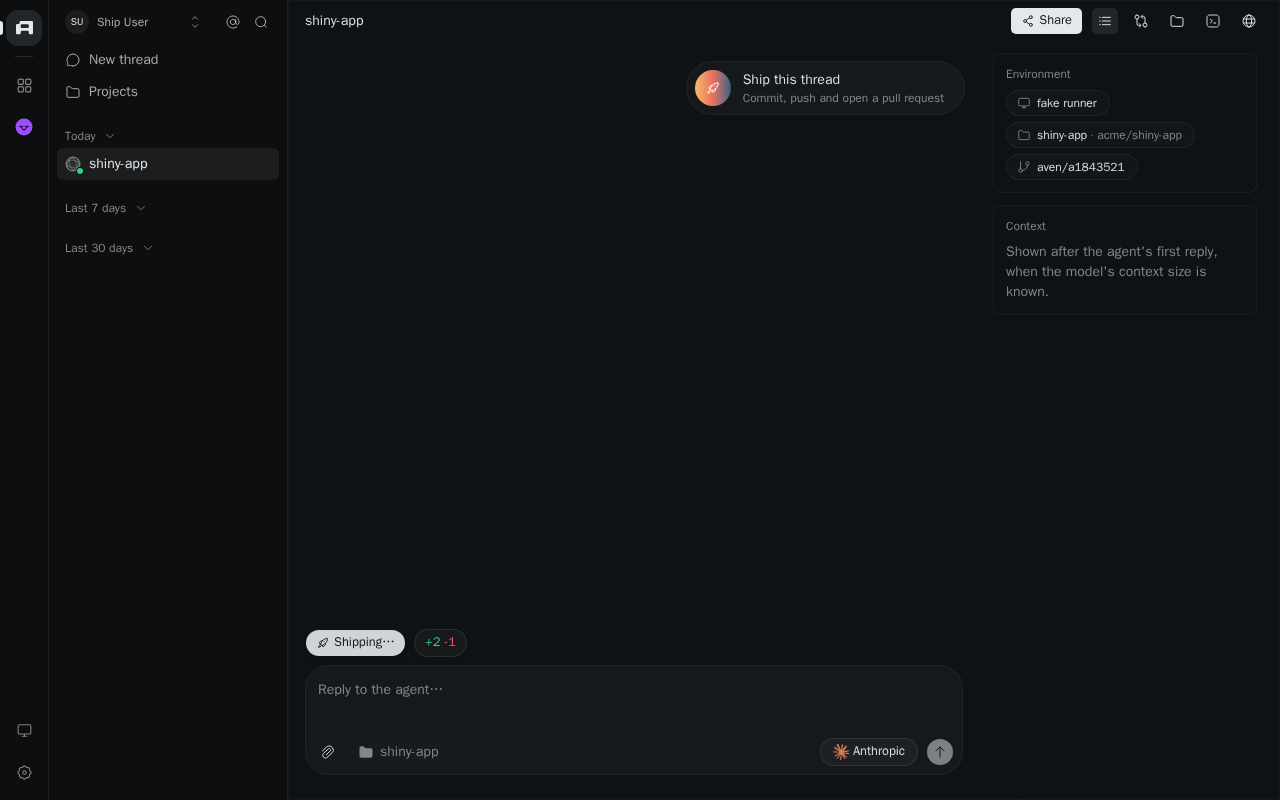 SU
Ship User
New thread
Projects
Today
shiny-app
Last 7 days
Last 30 days
shiny-app
Share
Ship this thread
Commit, push and open a pull request
Environment
fake runner
shiny-app · acme/shiny-app
aven/a1843521
Context
Shown after the agent's first reply,
when the model's context size is
known.
Shipping···
+2 -1
Reply to the agent···
shiny-app
Anthropic